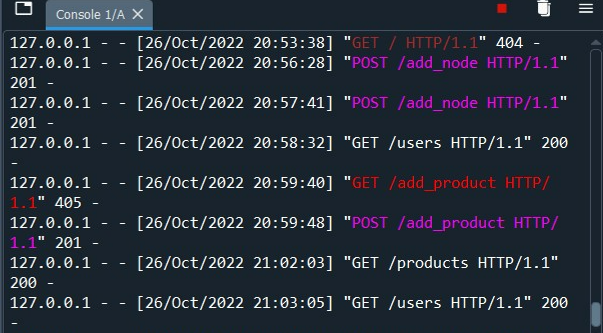 Console 1/A
127.0.0.1 - - [26/Oct/2022 20:53:38] "GET / HTTP/1.1" 404 -
127.0.0.1 - - [26/Oct/2022 20:56:28] "POST /add_node HTTP/1.1"
201 -
127.0.0.1 - - [26/Oct/2022 20:57:41] "POST /add_node HTTP/1.1"
201 -
127.0.0.1 - - [26/Oct/2022 20:58:32] "GET /users HTTP/1.1" 200
-
127.0.0.1 - - [26/Oct/2022 20:59:40] "GET /add_product HTTP/
1.1" 405 -
127.0.0.1 - - [26/Oct/2022 20:59:48] "POST /add_product HTTP/
1.1" 201 -
127.0.0.1 - - [26/Oct/2022 21:02:03] "GET /products HTTP/1.1"
200 -
127.0.0.1 - - [26/Oct/2022 21:03:05] "GET /users HTTP/1.1" 200
-